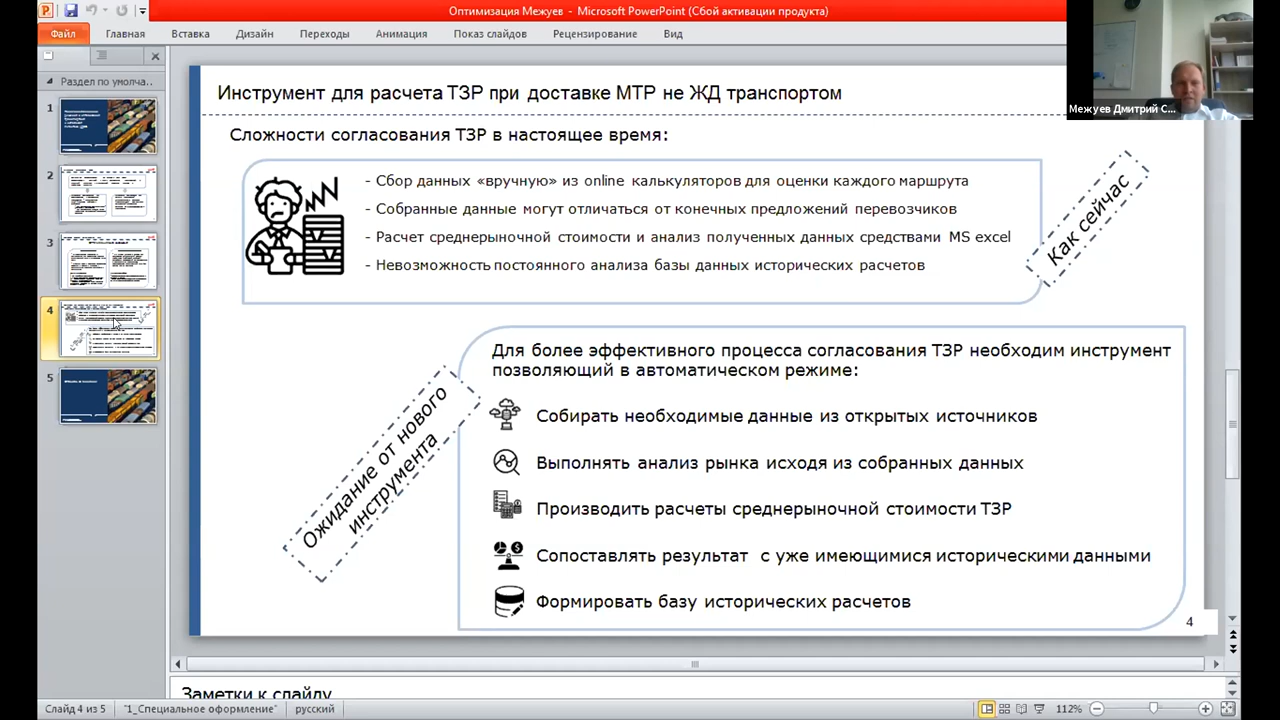 Оптимизация Межуев - Microsoft PowerPoint (Сбой активации продукта)
Файл Главная Вставка Дизайн Переходы Анимация Показ слайдов Рецензирование Вид
Межуев Дмитрий С...
Раздел по умолча...
1
2
3
4
5
Инструмент для расчета ТЗР при доставке МТР не ЖД транспортом
Сложности согласования ТЗР в настоящее время:
- Сбор данных «вручную» из online калькуляторов для оценки каждого маршрута
- Собранные данные могут отличаться от конечных предложений перевозчиков
- Расчет среднерыночной стоимости и анализ полученных данных средствами MS excel
- Невозможность постоянного анализа базы данных исторических расчетов
Как сейчас
Ожидание от нового
инструмента
Для более эффективного процесса согласования ТЗР необходим инструмент
позволяющий в автоматическом режиме:
Собирать необходимые данные из открытых источников
Выполнять анализ рынка исходя из собранных данных
Производить расчеты среднерыночной стоимости ТЗР
Сопоставлять результат с уже имеющимися историческими данными
Формировать базу исторических расчетов
4
Заметки к слайду
Слайд 4 из 5 "1_Специальное оформление" русский 112%